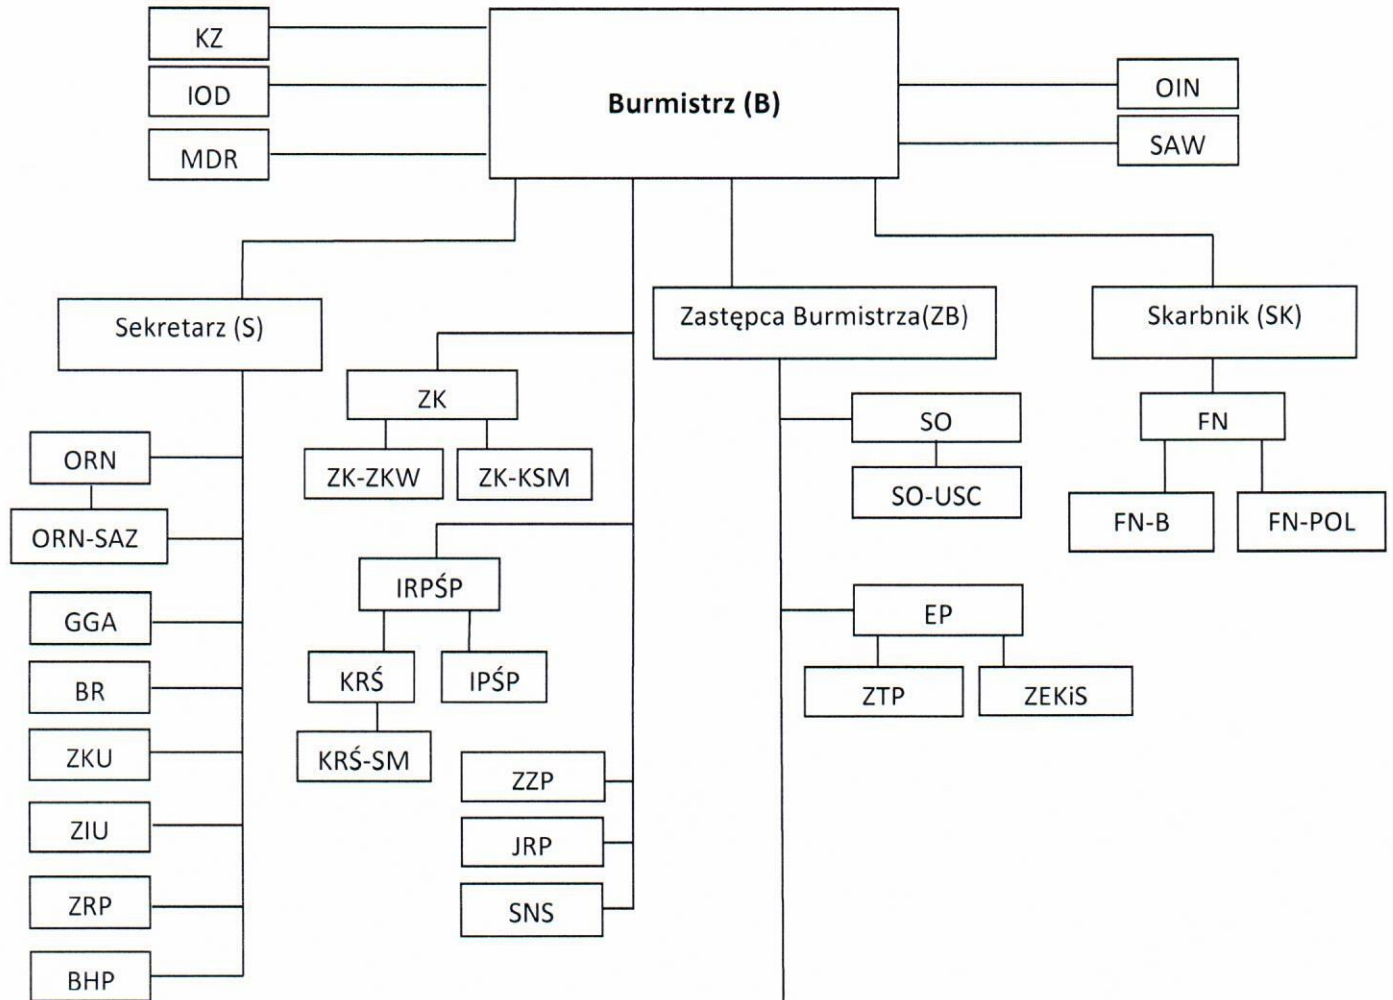 KZ
IOD
MDR
Burmistrz (B)
OIN
SAW
Sekretarz (S)
Zastępca Burmistrza(ZB)
Skarbnik (SK)
ORN
ORN-SAZ
GGA
BR
ZKU
ZIU
ZRP
BHP
ZK
ZK-ZKW
ZK-KSM
IRPŚP
KRŚ
IPŚP
KRŚ-SM
ZZP
JRP
SNS
SO
SO-USC
EP
ZTP
ZEKiS
FN
FN-B
FN-POL